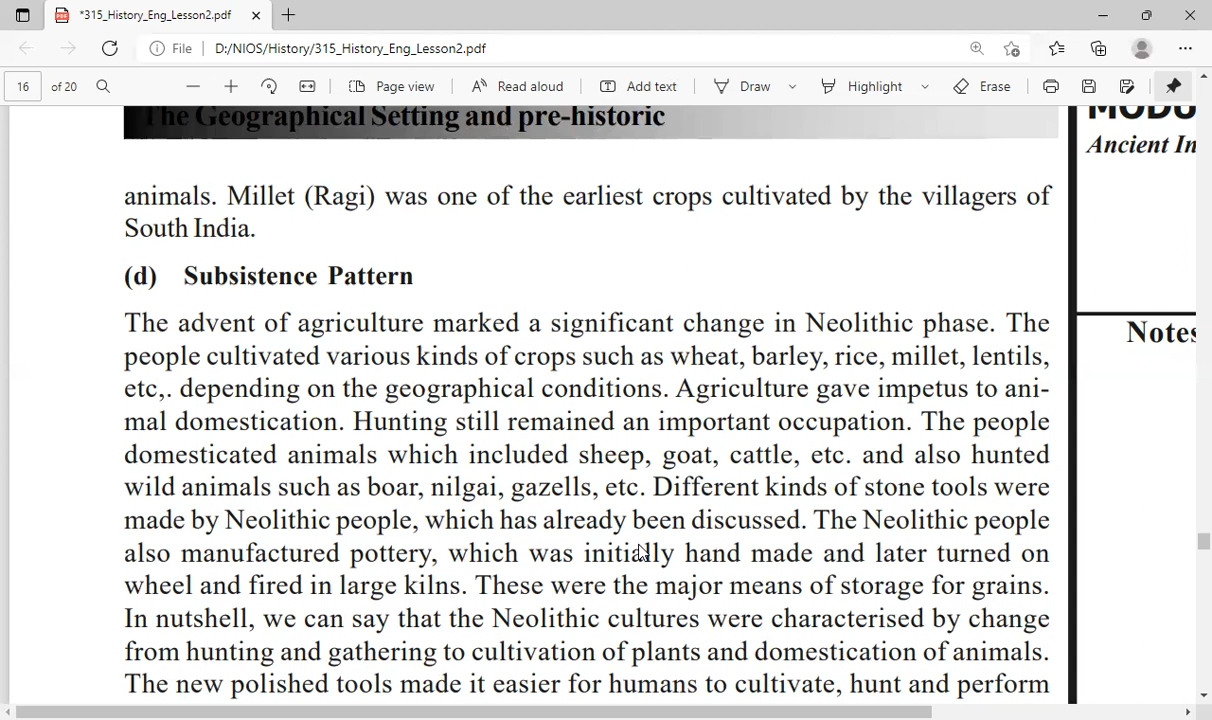 *315_History_Eng_Lesson2.pdf
File
D:/NIOS/History/315_History_Eng_Lesson2.pdf
16 of 20
Page view
Read aloud
Add text
Draw
Highlight
Erase
The Geographical Setting and pre-historic
MODU
Ancient In
animals. Millet (Ragi) was one of the earliest crops cultivated by the villagers of
South India.
(d) Subsistence Pattern
The advent of agriculture marked a significant change in Neolithic phase. The
people cultivated various kinds of crops such as wheat, barley, rice, millet, lentils,
etc,. depending on the geographical conditions. Agriculture gave impetus to ani-
mal domestication. Hunting still remained an important occupation. The people
domesticated animals which included sheep, goat, cattle, etc. and also hunted
wild animals such as boar, nilgai, gazells, etc. Different kinds of stone tools were
made by Neolithic people, which has already been discussed. The Neolithic people
also manufactured pottery, which was initially hand made and later turned on
wheel and fired in large kilns. These were the major means of storage for grains.
In nutshell, we can say that the Neolithic cultures were characterised by change
from hunting and gathering to cultivation of plants and domestication of animals.
The new polished tools made it easier for humans to cultivate, hunt and perform
Notes